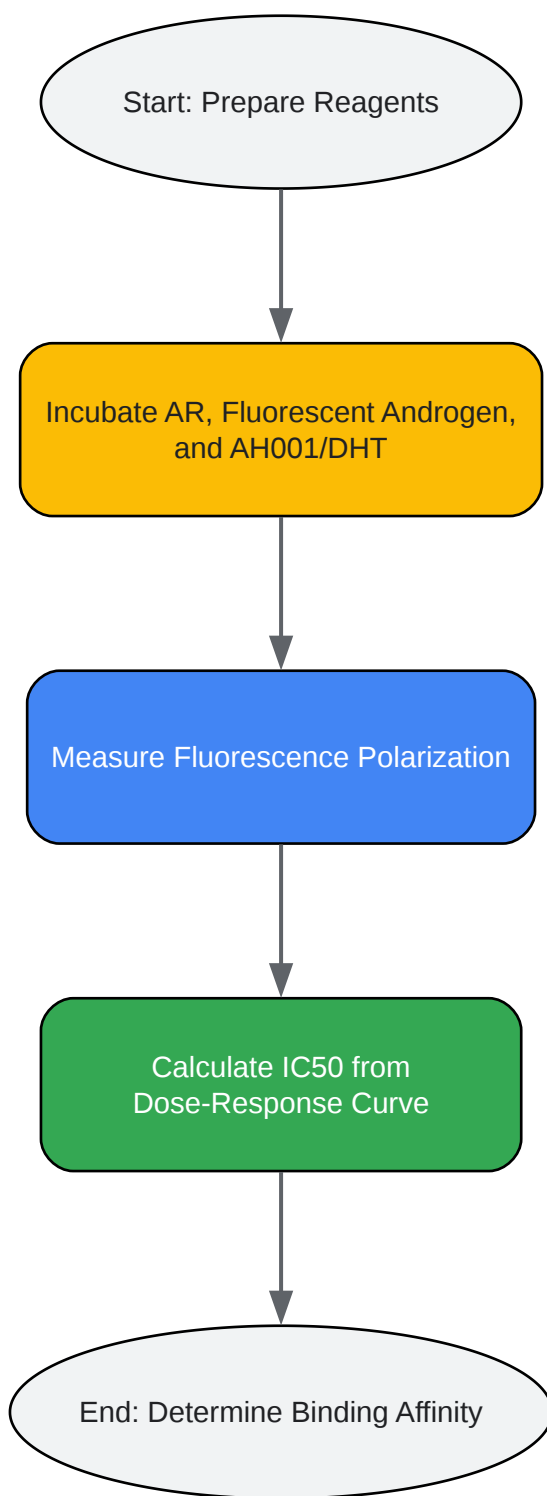 Start: Prepare Reagents
Incubate AR, Fluorescent Androgen,
and AH001/DHT
Measure Fluorescence Polarization
Calculate IC50 from
Dose-Response Curve
End: Determine Binding Affinity